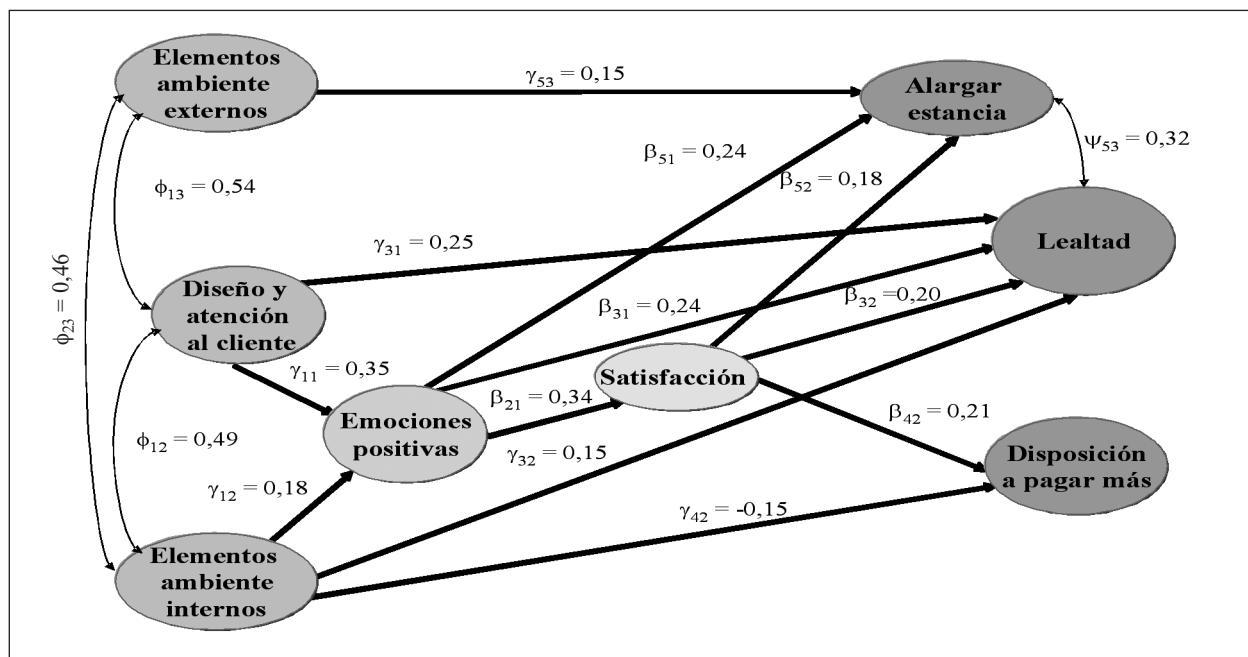 Elementos
ambiente
externos
γ53 = 0,15
Alargar
estancia
β51 = 0,24
Ψ53 = 0,32
β52 = 0,18
ϕ13 = 0,54
Lealtad
γ31 = 0,25
ϕ23 = 0,46
Diseño y
atención
al cliente
β31 = 0,24
β32 =0,20
γ11 = 0,35
Satisfacción
β21 = 0,34
β42 = 0,21
Emociones
positivas
ϕ12 = 0,49
γ32 = 0,15
Disposición
a pagar más
γ12 = 0,18
γ42 = -0,15
Elementos
ambiente
internos